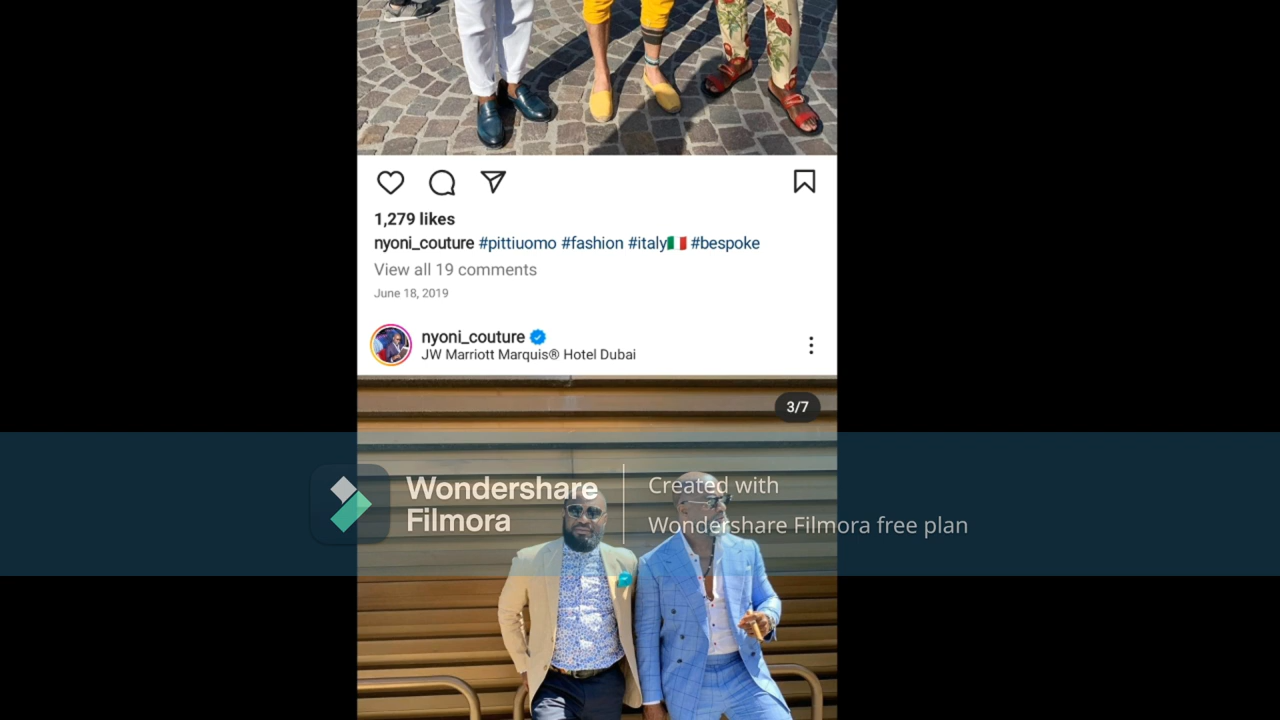 1,279 likes
nyoni_couture #pittiuomo #fashion #italy🇮🇹 #bespoke
View all 19 comments
June 18, 2019
nyoni_couture
JW Marriott Marquis® Hotel Dubai
3/7
Wondershare
Filmora
Created with
Wondershare Filmora free plan